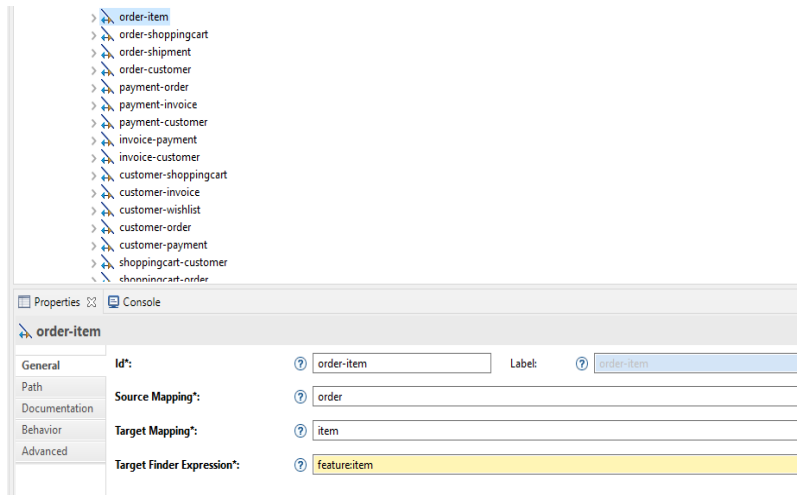 order-item
order-shoppingcart
order-shipment
order-customer
payment-order
payment-invoice
payment-customer
invoice-payment
invoice-customer
customer-shoppingcart
customer-invoice
customer-wishlist
customer-order
customer-payment
shoppingcart-customer
shoppingcart-order
Properties Console
order-item
General Id*: ? order-item Label: ? order-item
Path
Source Mapping*: ? order
Documentation
Behavior Target Mapping*: ? item
Advanced
Target Finder Expression*: ? feature:item